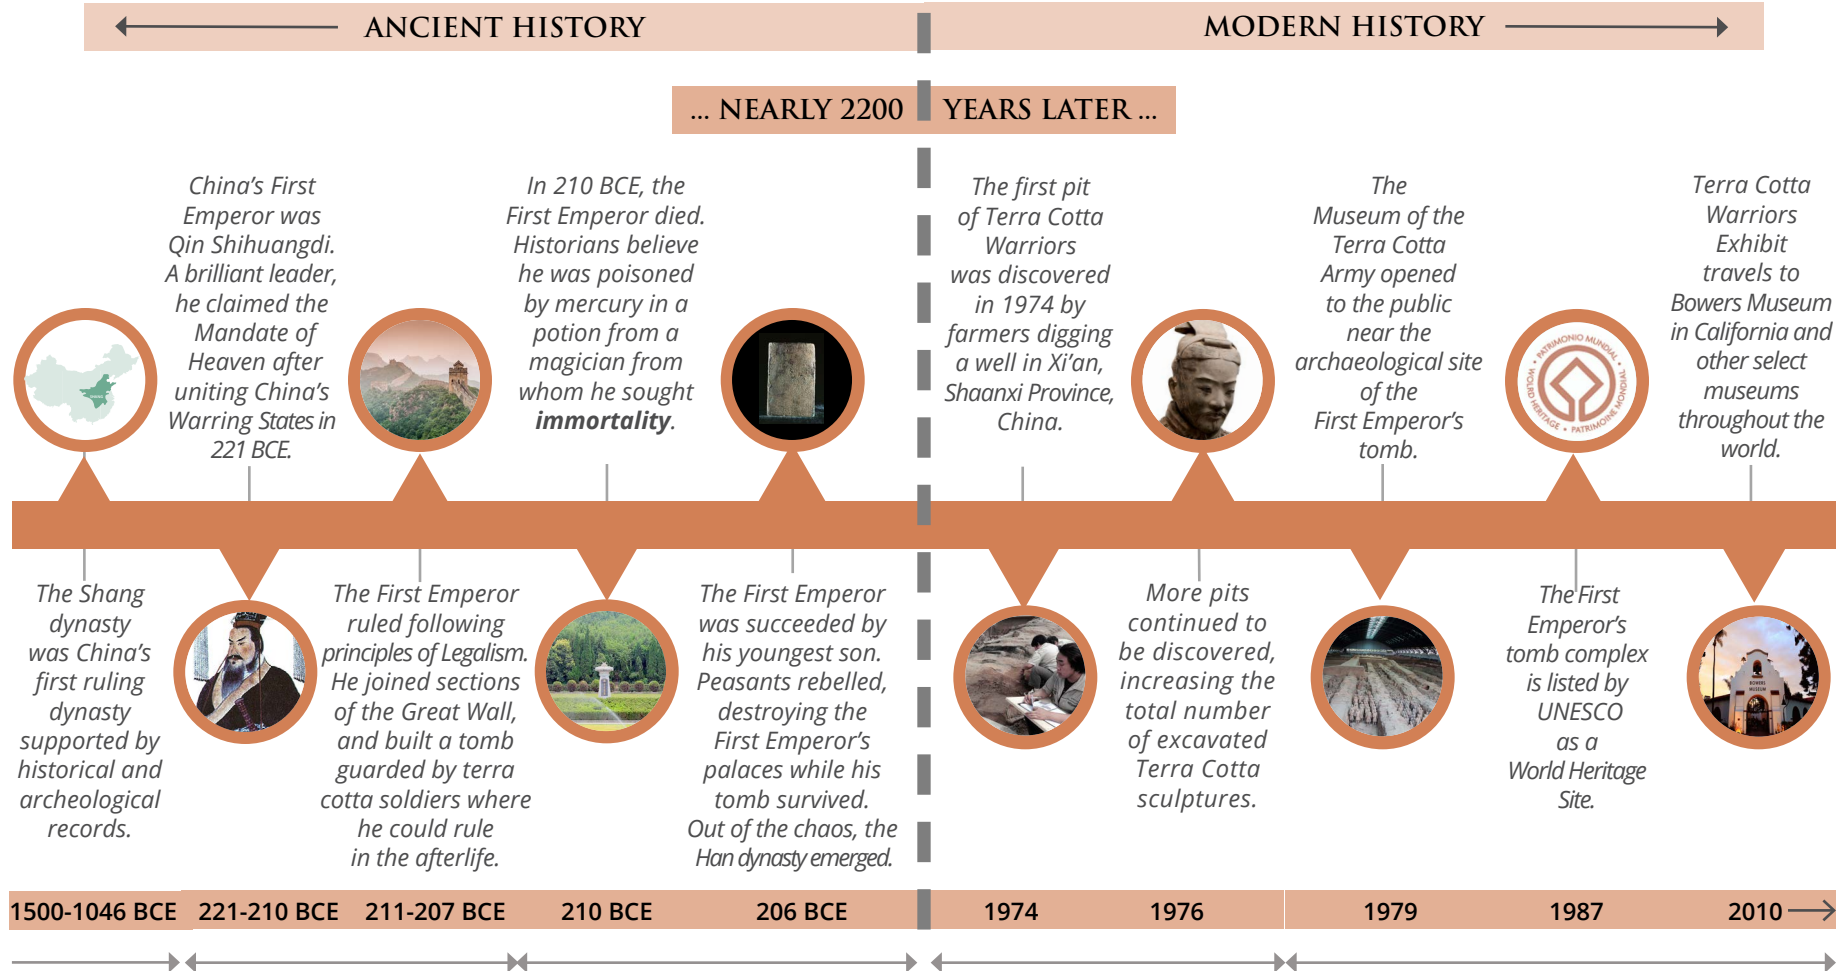 ANCIENT HISTORY
MODERN HISTORY
... NEARLY 2200 YEARS LATER ...
China's First
Emperor was
Qin Shihuangdi.
A brilliant leader,
he claimed the
Mandate of
Heaven after
uniting China's
Warring States in
221 BCE.
In 210 BCE, the
First Emperor died.
Historians believe
he was poisoned
by mercury in a
potion from a
magician from
whom he sought
immortality.
The first pit
of Terra Cotta
Warriors
was discovered
in 1974 by
farmers digging
a well in Xi'an,
Shaanxi Province,
China.
The
Museum of the
Terra Cotta
Army opened
to the public
near the
archaeological site
of the
First Emperor's
tomb.
PATRIMONIO MUNDIAL • WORLD HERITAGE • PATRIMOINE MONDIAL •
Terra Cotta
Warriors
Exhibit
travels to
Bowers Museum
in California and
other select
museums
throughout the
world.
The Shang
dynasty
was China's
first ruling
dynasty
supported by
historical and
archeological
records.
The First Emperor
ruled following
principles of Legalism.
He joined sections
of the Great Wall,
and built a tomb
guarded by terra
cotta soldiers where
he could rule
in the afterlife.
The First Emperor
was succeeded by
his youngest son.
Peasants rebelled,
destroying the
First Emperor's
palaces while his
tomb survived.
Out of the chaos, the
Han dynasty emerged.
More pits
continued to
be discovered,
increasing the
total number
of excavated
Terra Cotta
sculptures.
The First
Emperor's
tomb complex
is listed by
UNESCO
as a
World Heritage
Site.
BOWERS
MUSEUM
1500-1046 BCE
221-210 BCE
211-207 BCE
210 BCE
206 BCE
1974
1976
1979
1987
2010